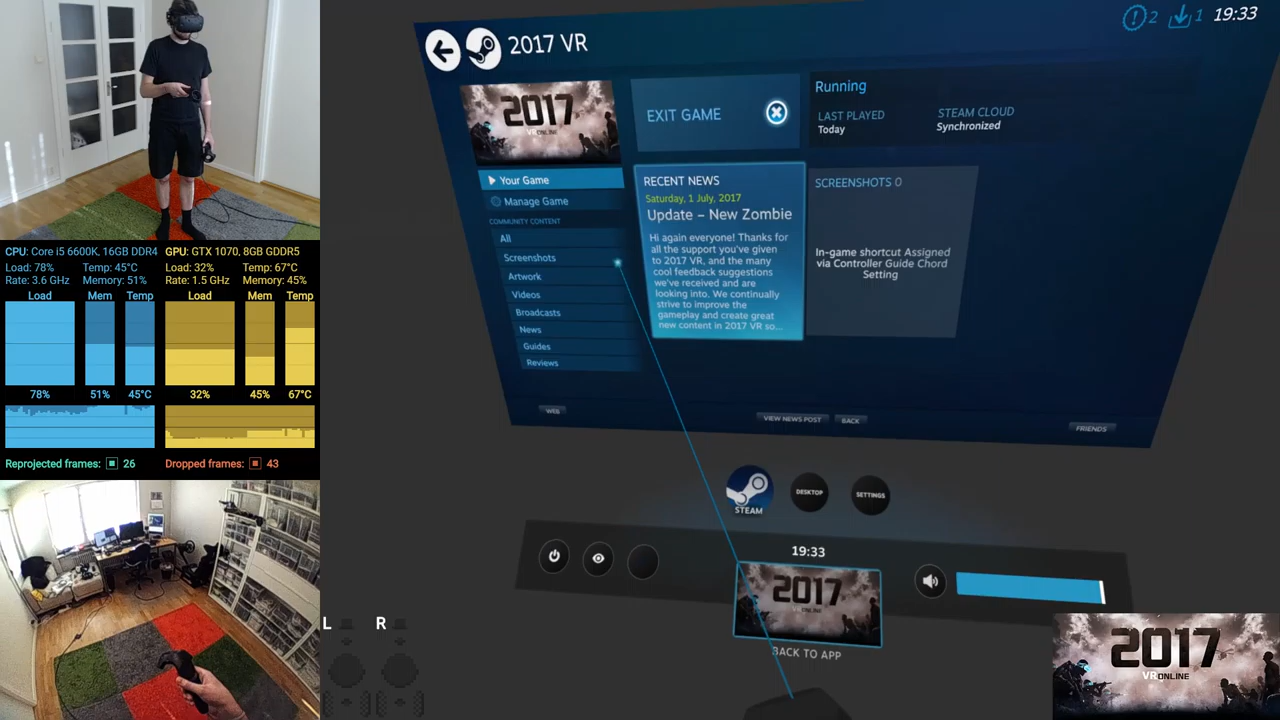 2017 VR
2
1
19:33
2017
VR ONLINE
EXIT GAME
Running
LAST PLAYED
Today
STEAM CLOUD
Synchronized
Your Game
Manage Game
COMMUNITY CONTENT
All
Screenshots
Artwork
Videos
Broadcasts
News
Guides
Reviews
RECENT NEWS
Saturday, 1 July, 2017
Update – New Zombie
Hi again everyone! Thanks for
all the support you've given
to 2017 VR, and the many
cool feedback suggestions
we've received and are
looking into. We continually
strive to improve the
gameplay and create great
new content in 2017 VR so...
SCREENSHOTS 0
In-game shortcut Assigned
via Controller Guide Chord
Setting
WEB
VIEW NEWS POST
BACK
FRIENDS
CPU: Core i5 6600K, 16GB DDR4
Load: 78% Temp: 45°C
Rate: 3.6 GHz Memory: 51%
Load Mem Temp
78% 51% 45°C
GPU: GTX 1070, 8GB GDDR5
Load: 32% Temp: 67°C
Rate: 1.5 GHz Memory: 45%
Load Mem Temp
32% 45% 67°C
Reprojected frames: 26
Dropped frames: 43
STEAM
DESKTOP
SETTINGS
19:33
2017
VR ONLINE
BACK TO APP
L R
2017
VR ONLINE